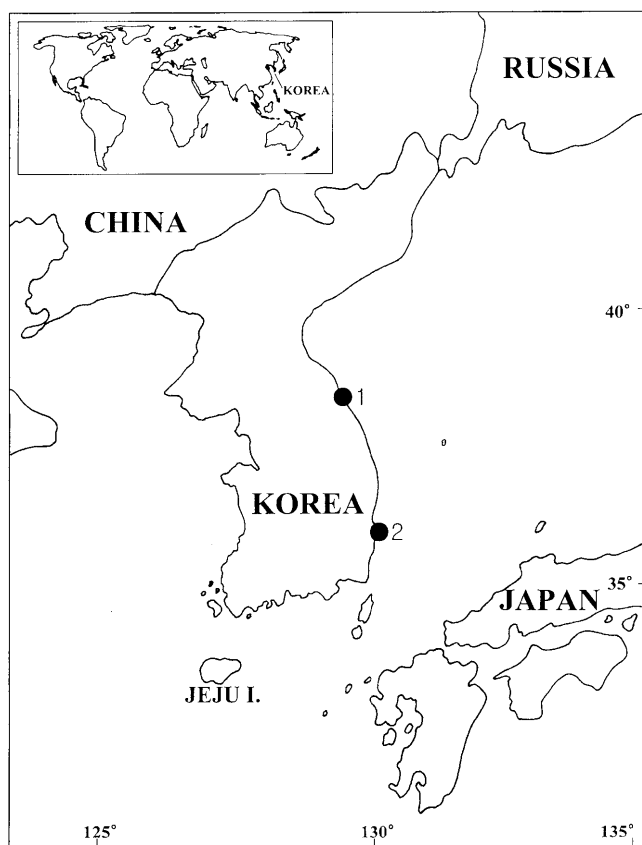 KOREA
RUSSIA
CHINA
40°
1
KOREA
2
35°
JAPAN
JEJU I.
125°
130°
135°